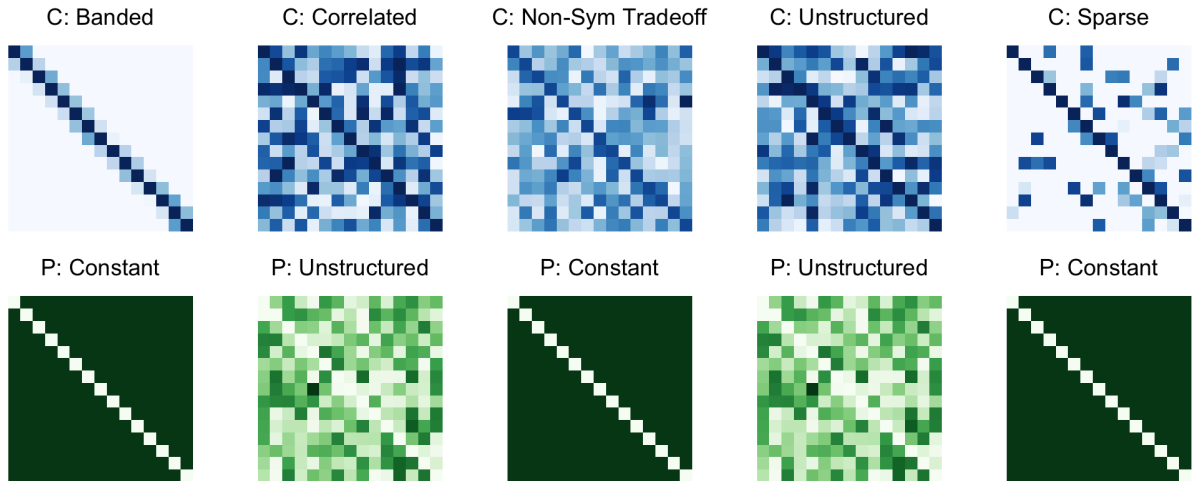 C: Banded
C: Correlated
C: Non-Sym Tradeoff
C: Unstructured
C: Sparse
P: Constant
P: Unstructured
P: Constant
P: Unstructured
P: Constant